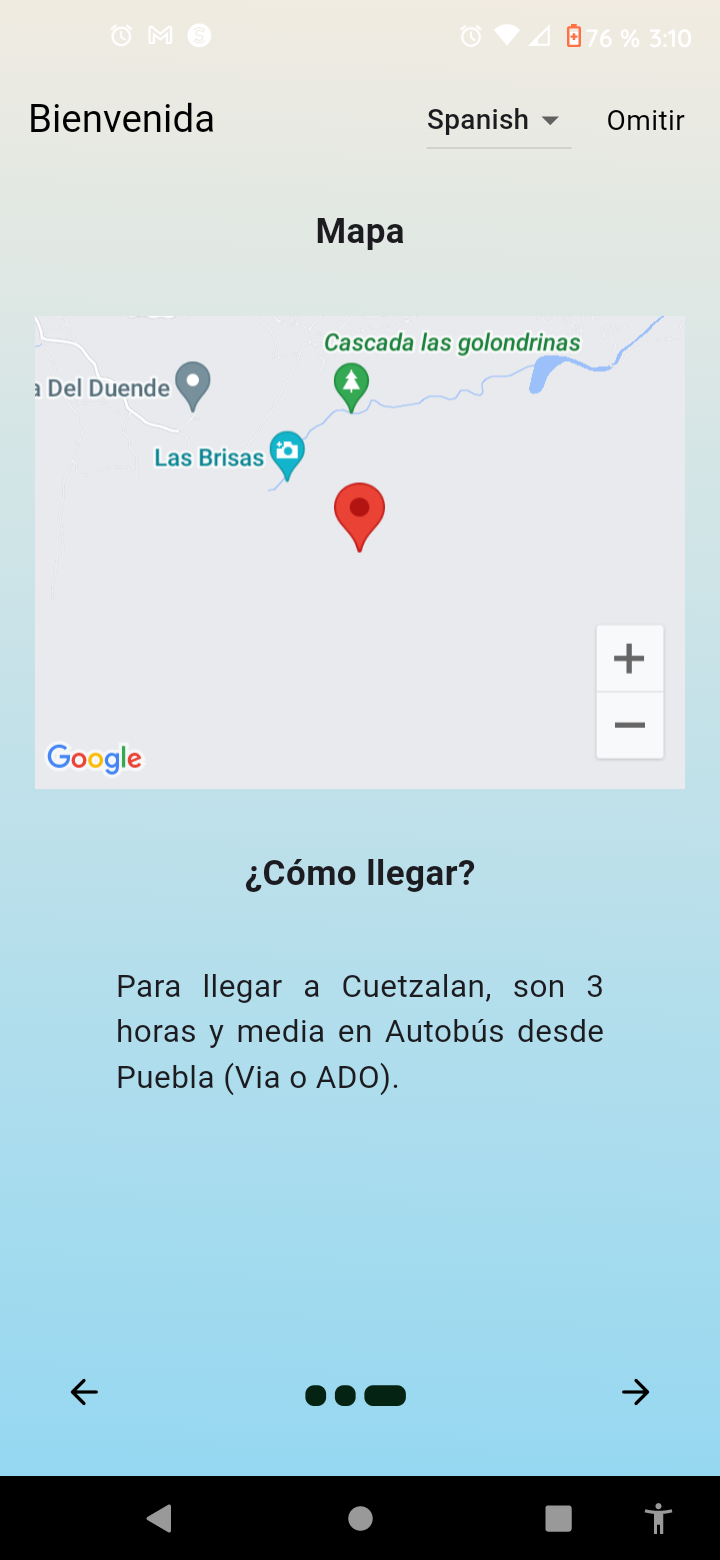 76 % 3:10
Bienvenida Spanish Omitir
Mapa
Cascada las golondrinas
a Del Duende
Las Brisas
Google
¿Cómo llegar?
Para llegar a Cuetzalan, son 3
horas y media en Autobús desde
Puebla (Via o ADO).